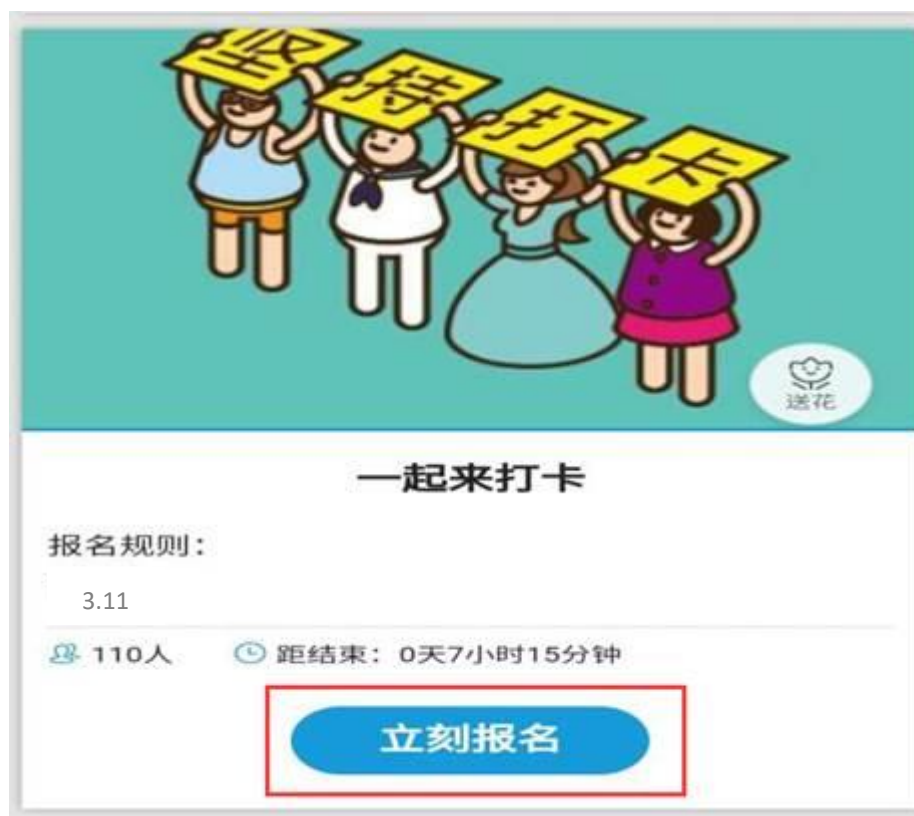 坚持打卡
送花
一起来打卡
报名规则：
3.11
110人 距结束：0天7小时15分钟
立刻报名